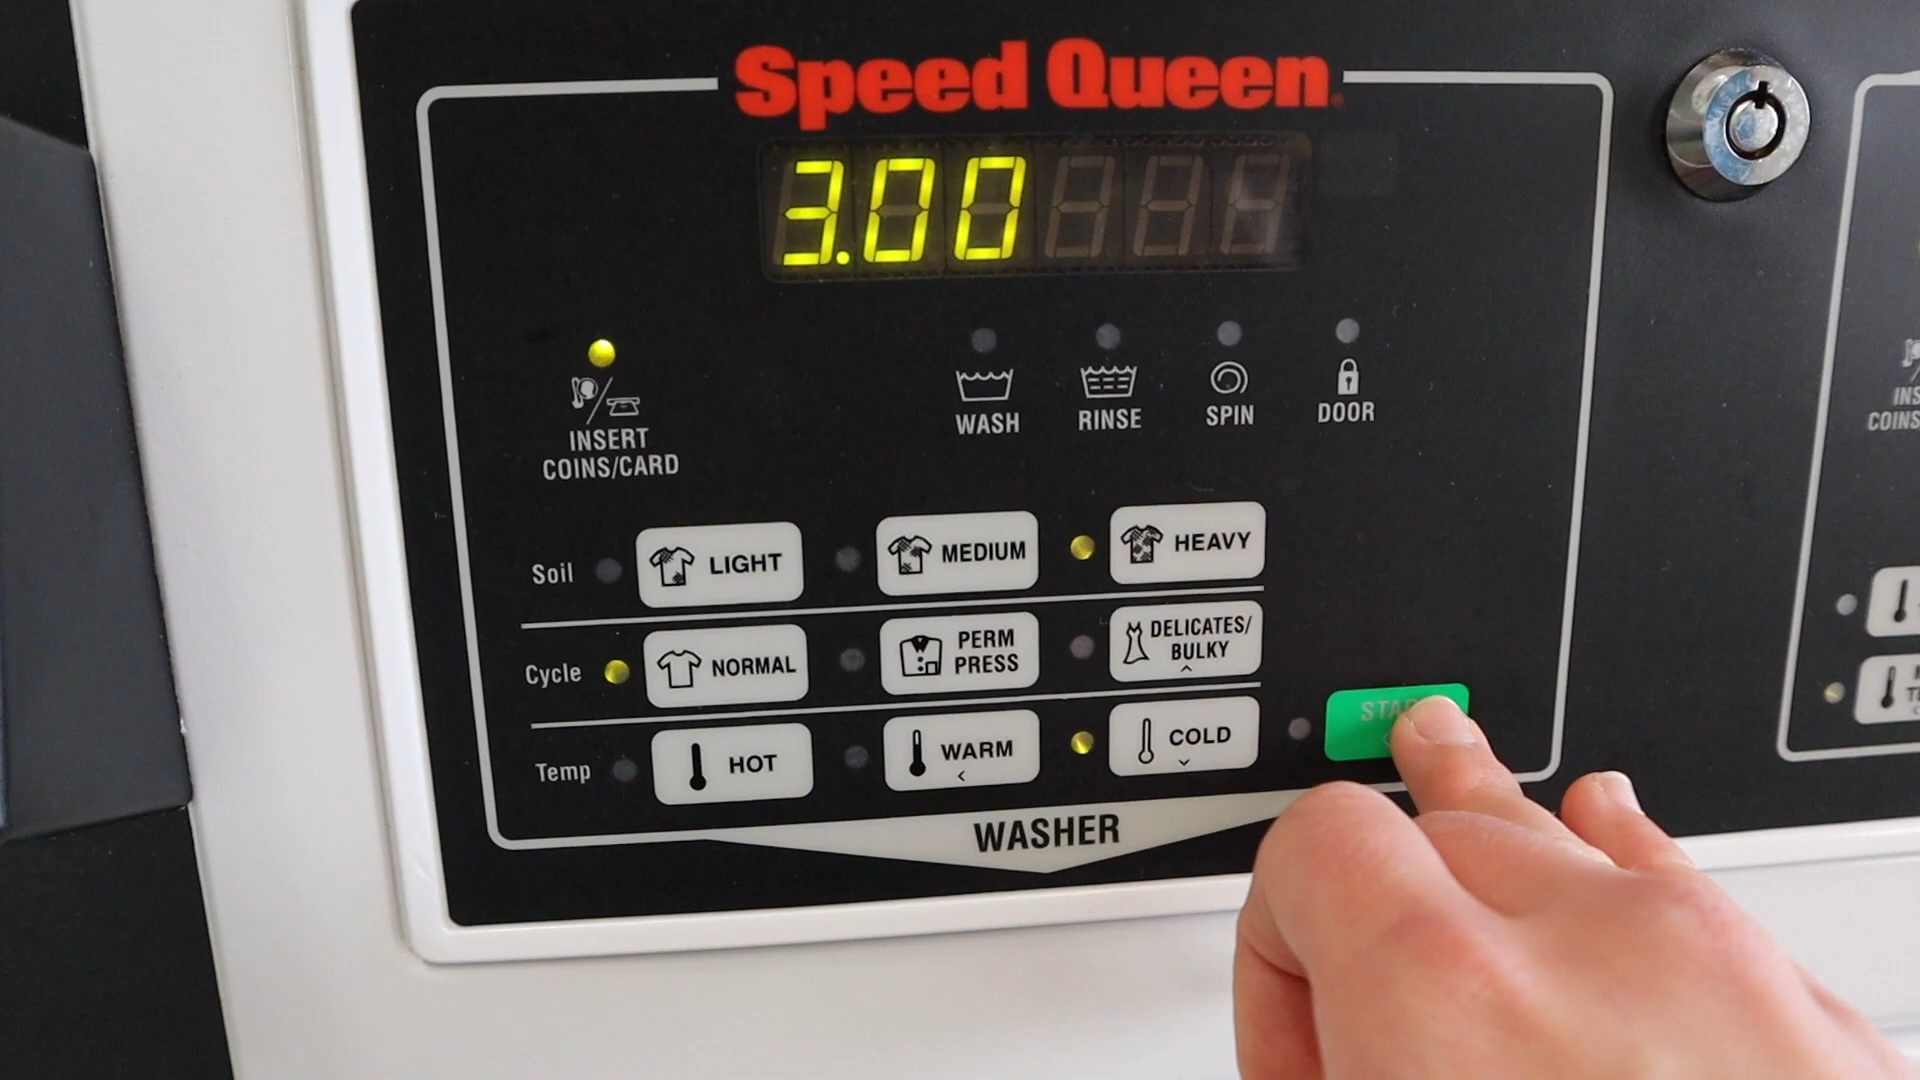 Speed Queen
3.00
INSERT
COINS/CARD
WASH
RINSE
SPIN
DOOR
Soil
LIGHT
MEDIUM
HEAVY
Cycle
NORMAL
PERM
PRESS
DELICATES/
BULKY
Temp
HOT
WARM
COLD
WASHER